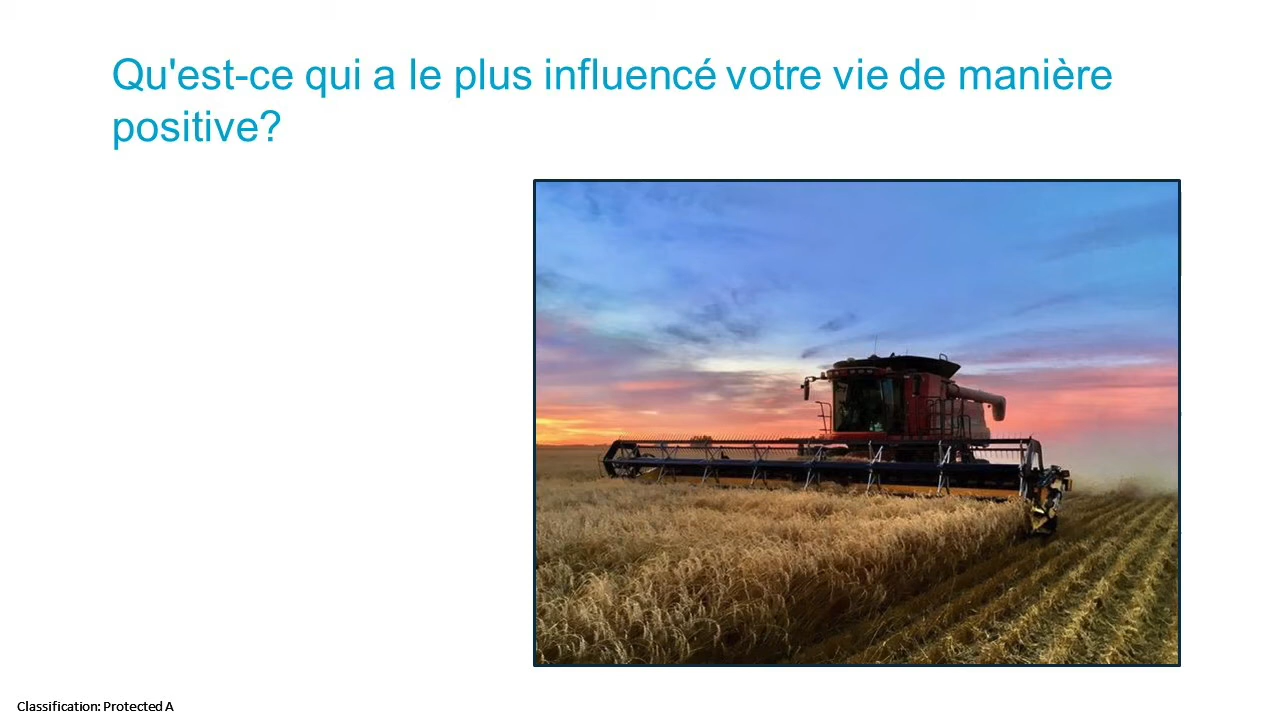 Qu'est-ce qui a le plus influencé votre vie de manière
positive?
Classification: Protected A